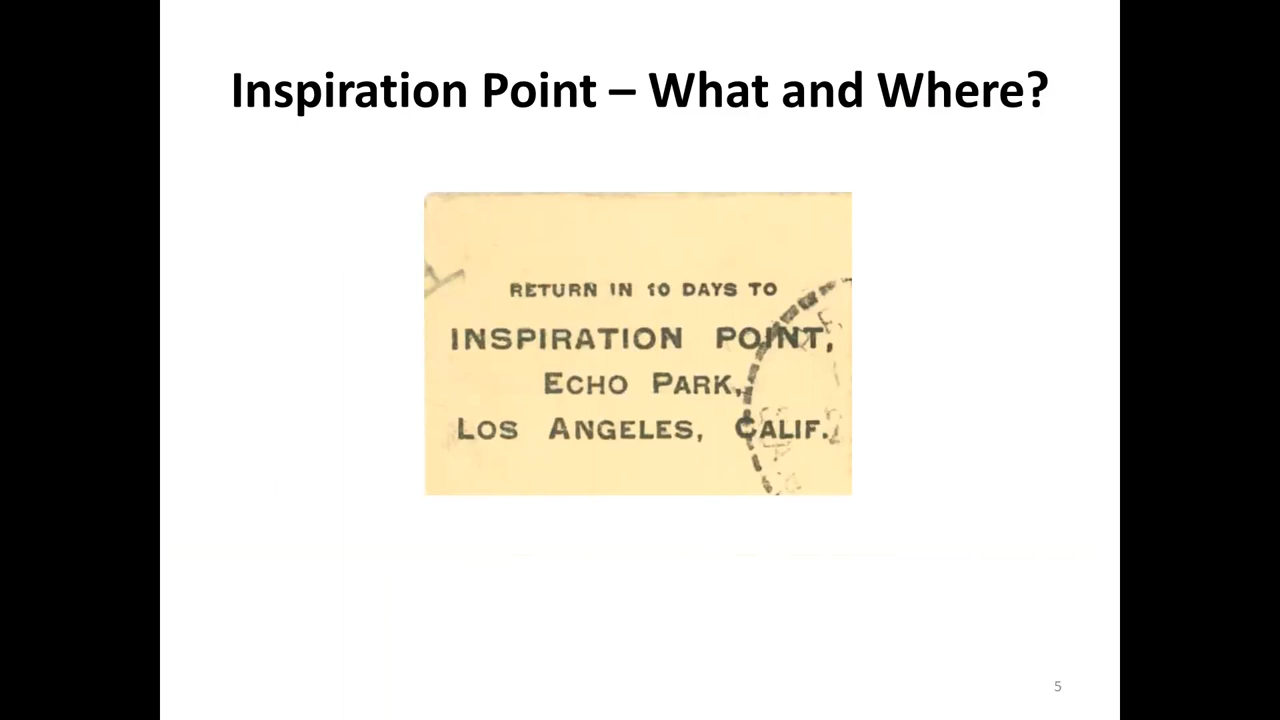 Inspiration Point – What and Where?
RETURN IN 10 DAYS TO
INSPIRATION POINT,
ECHO PARK,
LOS ANGELES, CALIF.
5